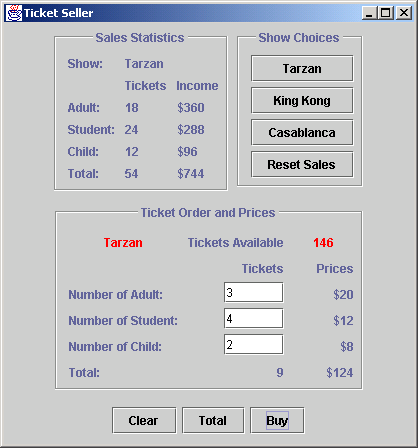 Ticket Seller
Sales Statistics
Show: Tarzan
Tickets Income
Adult: 18 $360
Student: 24 $288
Child: 12 $96
Total: 54 $744
Show Choices
Tarzan
King Kong
Casablanca
Reset Sales
Ticket Order and Prices
Tarzan Tickets Available 146
Tickets Prices
Number of Adult: 3 $20
Number of Student: 4 $12
Number of Child: 2 $8
Total: 9 $124
Clear Total Buy